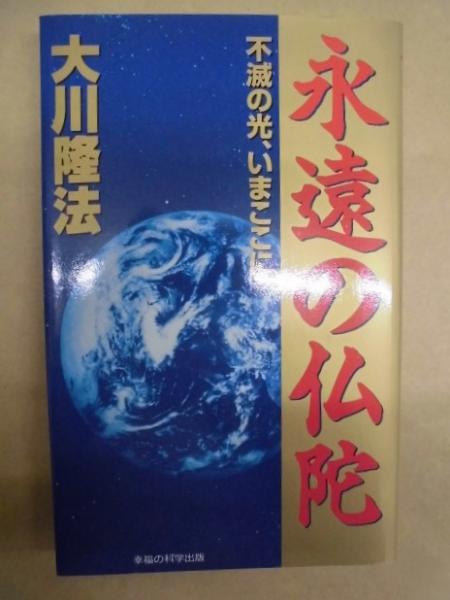 永遠の仏陀
不滅の光、いまここに
大川隆法
幸福の科学出版